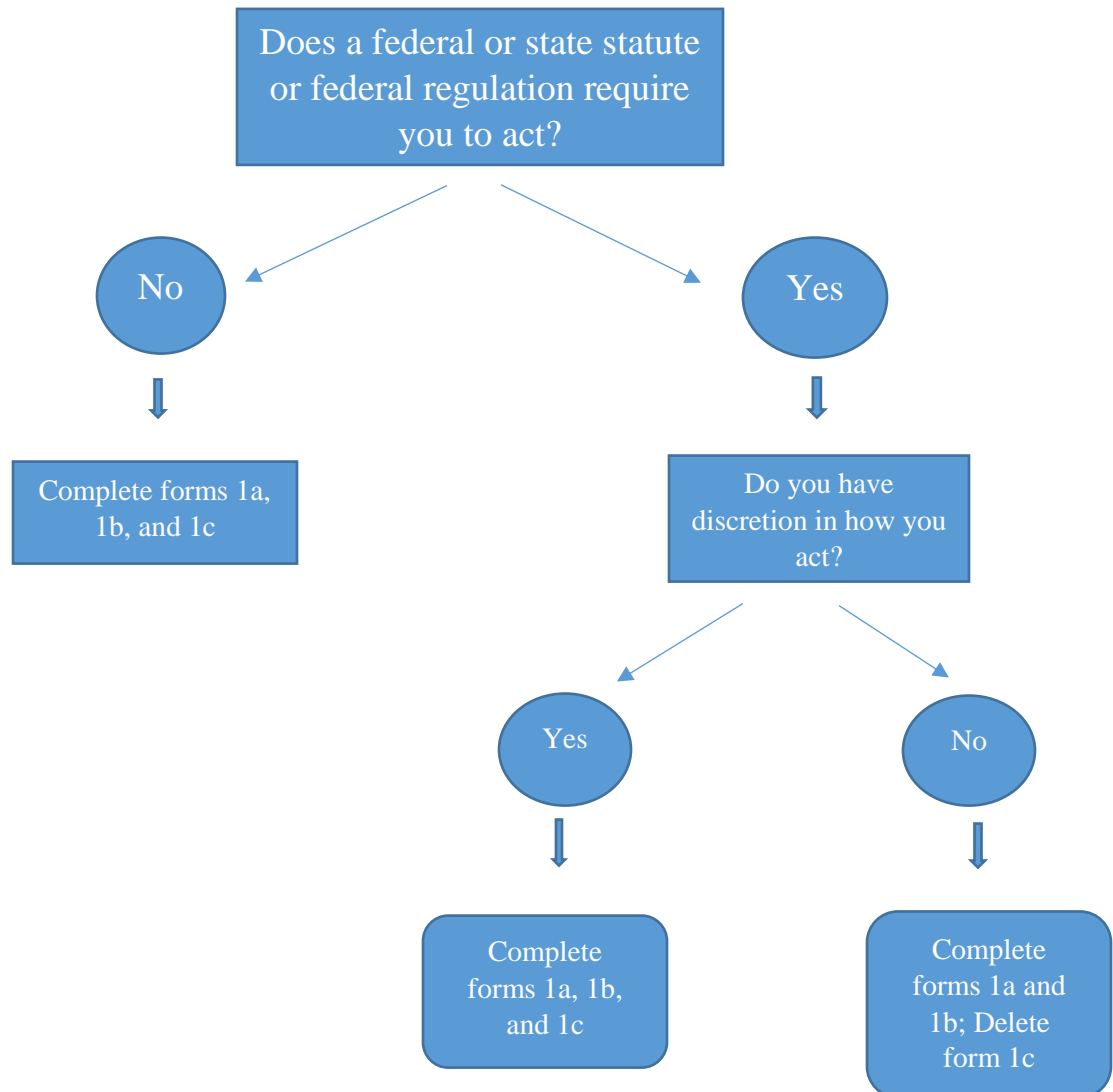 Does a federal or state statute
or federal regulation require
you to act?
No
Yes
Complete forms 1a,
1b, and 1c
Do you have
discretion in how you
act?
Yes
No
Complete
forms 1a, 1b,
and 1c
Complete
forms 1a and
1b; Delete
form 1c